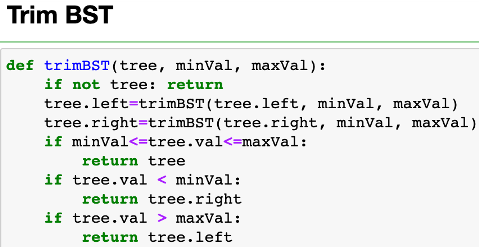 Trim BST
def trimBST(tree, minVal, maxVal):
    if not tree: return
    tree.left=trimBST(tree.left, minVal, maxVal)
    tree.right=trimBST(tree.right, minVal, maxVal)
    if minVal<=tree.val<=maxVal:
        return tree
    if tree.val < minVal:
        return tree.right
    if tree.val > maxVal:
        return tree.left